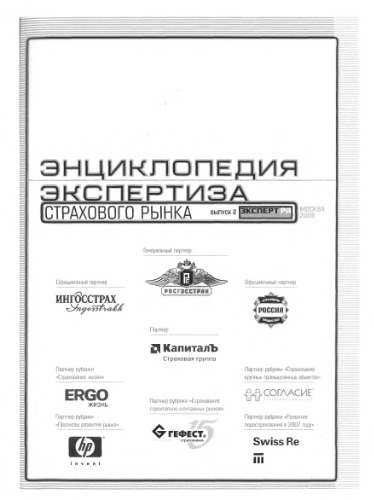 ЭНЦИКЛОПЕДИЯ
ЭКСПЕРТИЗА
СТРАХОВОГО РЫНКА ВЫПУСК 2 ЭКСПЕРТ РА МОСКВА 2008
Генеральный партнер
РОСГОССТРАХ
Официальный партнер
ИНГОССТРАХ
Ingosstrakh
Официальный партнер
РОССИЯ
Партнер
КапиталЪ
Страховая группа
Партнер рубрики
«Страхование жизни»
ERGO
ЖИЗНЬ
Партнер рубрики «Страхование
крупных промышленных объектов»
СОГЛАСИЕ
Партнер рубрики
«Прогнозы развития рынка»
hp
invent
Партнер рубрики «Страхование
строительно-монтажных рисков»
ГЕФЕСТ 15
страхование
Партнер рубрики «Развитие
перестрахования в 2007 году»
Swiss Re